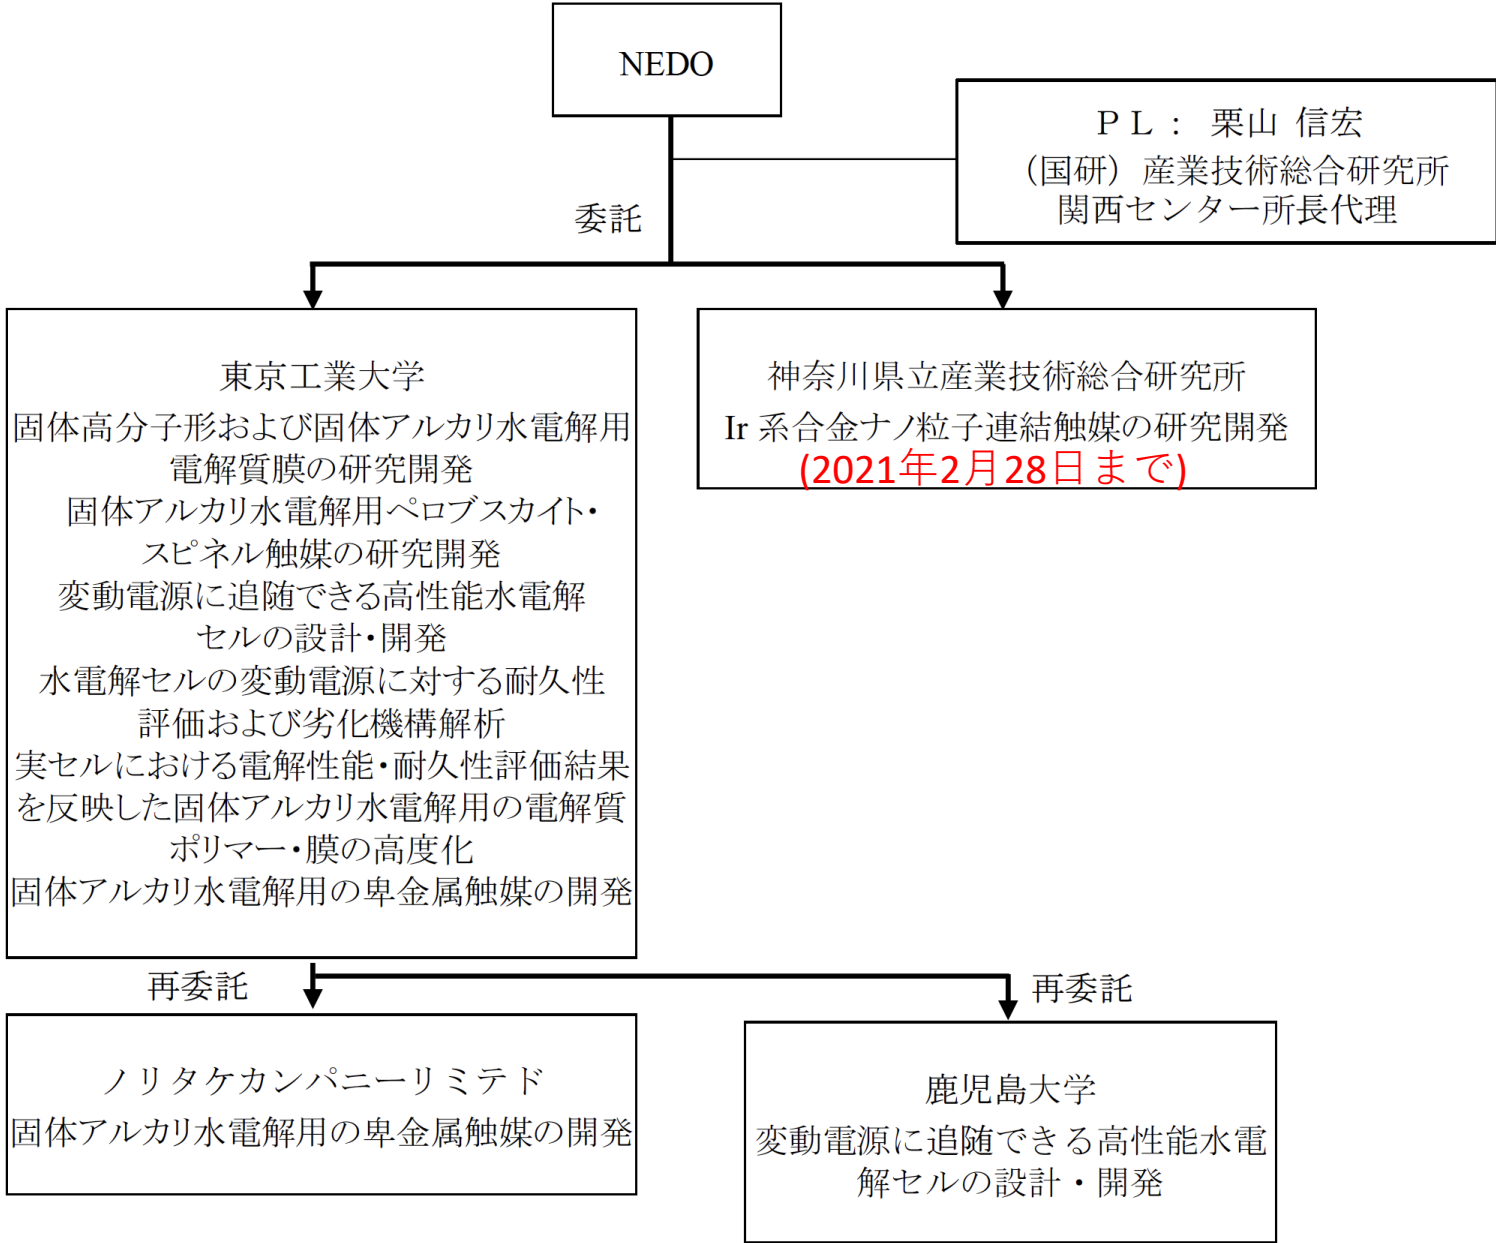 NEDO
ＰＬ： 栗山 信宏
（国研）産業技術総合研究所
関西センター所長代理
委託
東京工業大学
固体高分子形および固体アルカリ水電解用
電解質膜の研究開発
固体アルカリ水電解用ペロブスカイト・
スピネル触媒の研究開発
変動電源に追随できる高性能水電解
セルの設計・開発
水電解セルの変動電源に対する耐久性
評価および劣化機構解析
実セルにおける電解性能・耐久性評価結果
を反映した固体アルカリ水電解用の電解質
ポリマー・膜の高度化
固体アルカリ水電解用の卑金属触媒の開発
神奈川県立産業技術総合研究所
Ir 系合金ナノ粒子連結触媒の研究開発
(2021年2月28日まで)
再委託
再委託
ノリタケカンパニーリミテド
固体アルカリ水電解用の卑金属触媒の開発
鹿児島大学
変動電源に追随できる高性能水電
解セルの設計・開発